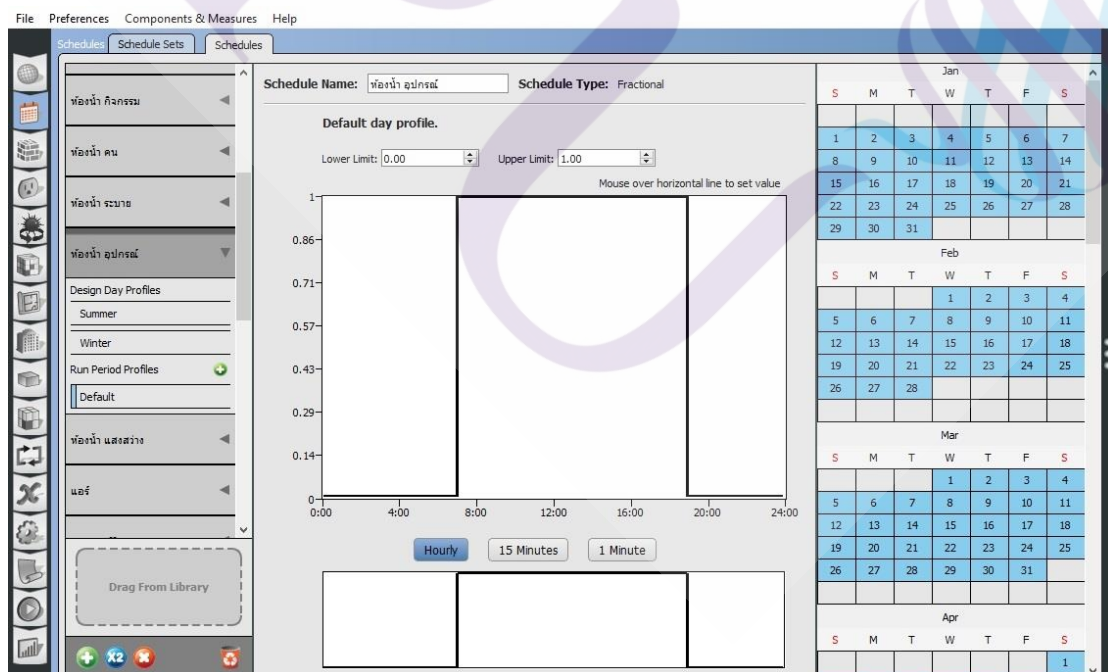 File Preferences Components & Measures Help
Schedules Schedule Sets Schedules
ห้องน้ำ กิจกรรม
ห้องน้ำ คน
ห้องน้ำ ระบาย
ห้องน้ำ อุปกรณ์
Design Day Profiles
Summer
Winter
Run Period Profiles
Default
ห้องน้ำ แสงสว่าง
แอร์
Drag From Library
X2
Schedule Name: ห้องน้ำ อุปกรณ์ Schedule Type: Fractional
Default day profile.
Lower Limit: 0.00 Upper Limit: 1.00
Mouse over horizontal line to set value
1
0.86
0.71
0.57
0.43
0.29
0.14
0
0:00 4:00 8:00 12:00 16:00 20:00 24:00
Hourly 15 Minutes 1 Minute
Jan
S M T W T F S
1 2 3 4 5 6 7
8 9 10 11 12 13 14
15 16 17 18 19 20 21
22 23 24 25 26 27 28
29 30 31
Feb
S M T W T F S
1 2 3 4
5 6 7 8 9 10 11
12 13 14 15 16 17 18
19 20 21 22 23 24 25
26 27 28
Mar
S M T W T F S
1 2 3 4
5 6 7 8 9 10 11
12 13 14 15 16 17 18
19 20 21 22 23 24 25
26 27 28 29 30 31
Apr
S M T W T F S
1